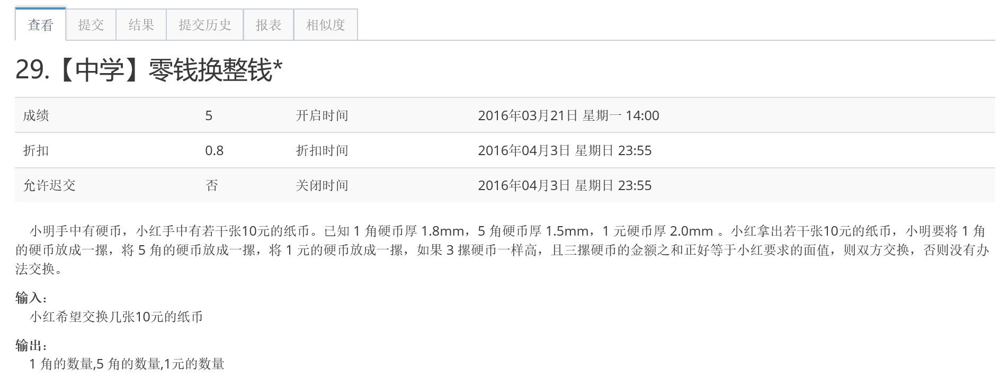 查看 提交 结果 提交历史 报表 相似度
29.【中学】零钱换整钱*
成绩 5 开启时间 2016年03月21日 星期一 14:00
折扣 0.8 折扣时间 2016年04月3日 星期日 23:55
允许迟交 否 关闭时间 2016年04月3日 星期日 23:55
小明手中有硬币，小红手中有若干张10元的纸币。已知 1 角硬币厚 1.8mm，5 角硬币厚 1.5mm，1 元硬币厚 2.0mm 。小红拿出若干张10元的纸币，小明要将 1 角
的硬币放成一摞，将 5 角的硬币放成一摞，将 1 元的硬币放成一摞，如果 3 摞硬币一样高，且三摞硬币的金额之和正好等于小红要求的面值，则双方交换，否则没有办
法交换。
输入：
小红希望交换几张10元的纸币
输出：
1 角的数量,5 角的数量,1元的数量